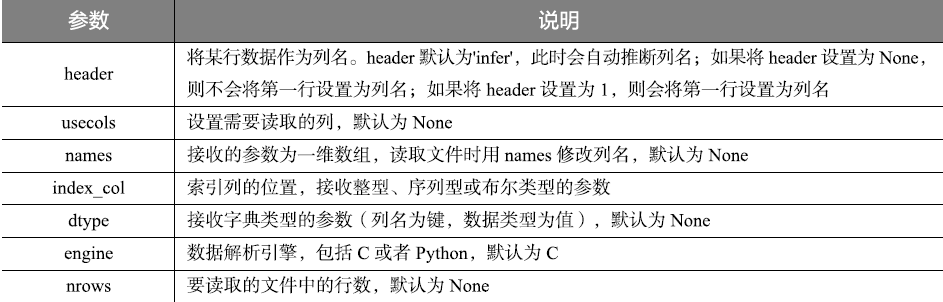 参数 说明
header 将某行数据作为列名。header 默认为'infer'，此时会自动推断列名；如果将 header 设置为 None，
则不会将第一行设置为列名；如果将 header 设置为 1，则会将第一行设置为列名
usecols 设置需要读取的列，默认为 None
names 接收的参数为一维数组，读取文件时用 names 修改列名，默认为 None
index_col 索引列的位置，接收整型、序列型或布尔类型的参数
dtype 接收字典类型的参数（列名为键，数据类型为值），默认为 None
engine 数据解析引擎，包括 C 或者 Python，默认为 C
nrows 要读取的文件中的行数，默认为 None